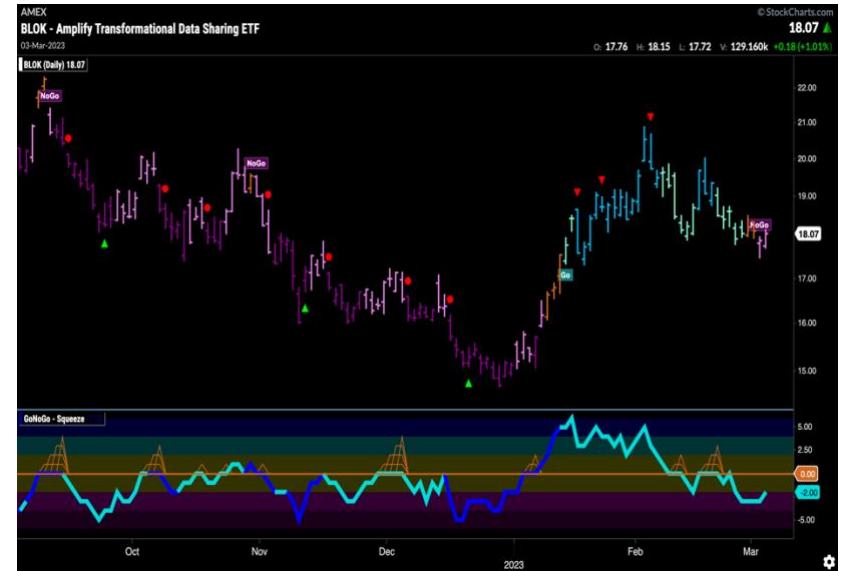 AMEX
© StockCharts.com
BLOK - Amplify Transformational Data Sharing ETF
18.07
03-Mar-2023
O: 17.76 H: 18.15 L: 17.72 V: 129.160k +0.18 (+1.01%)
BLOK (Daily) 18.07
22.00
NoGo
21.00
20.00
NoGo
19.00
NoGo
18.07
Go
17.00
16.00
15.00
GoNoGo - Squeeze
5.00
2.50
0.00
-2.00
-5.00
Oct
Nov
Dec
2023
Feb
Mar